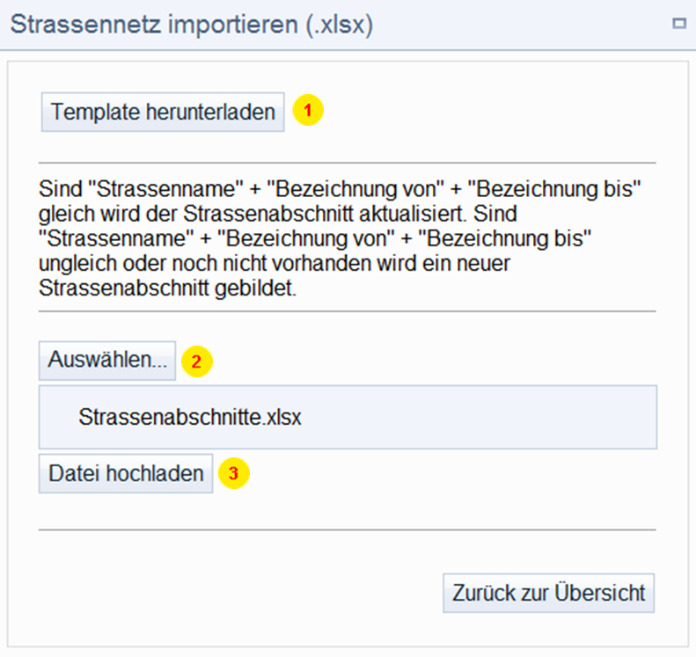 Strassennetz importieren (.xlsx)
Template herunterladen 1
Sind "Strassenname" + "Bezeichnung von" + "Bezeichnung bis"
gleich wird der Strassenabschnitt aktualisiert. Sind
"Strassenname" + "Bezeichnung von" + "Bezeichnung bis"
ungleich oder noch nicht vorhanden wird ein neuer
Strassenabschnitt gebildet.
Auswählen... 2
Strassenabschnitte.xlsx
Datei hochladen 3
Zurück zur Übersicht